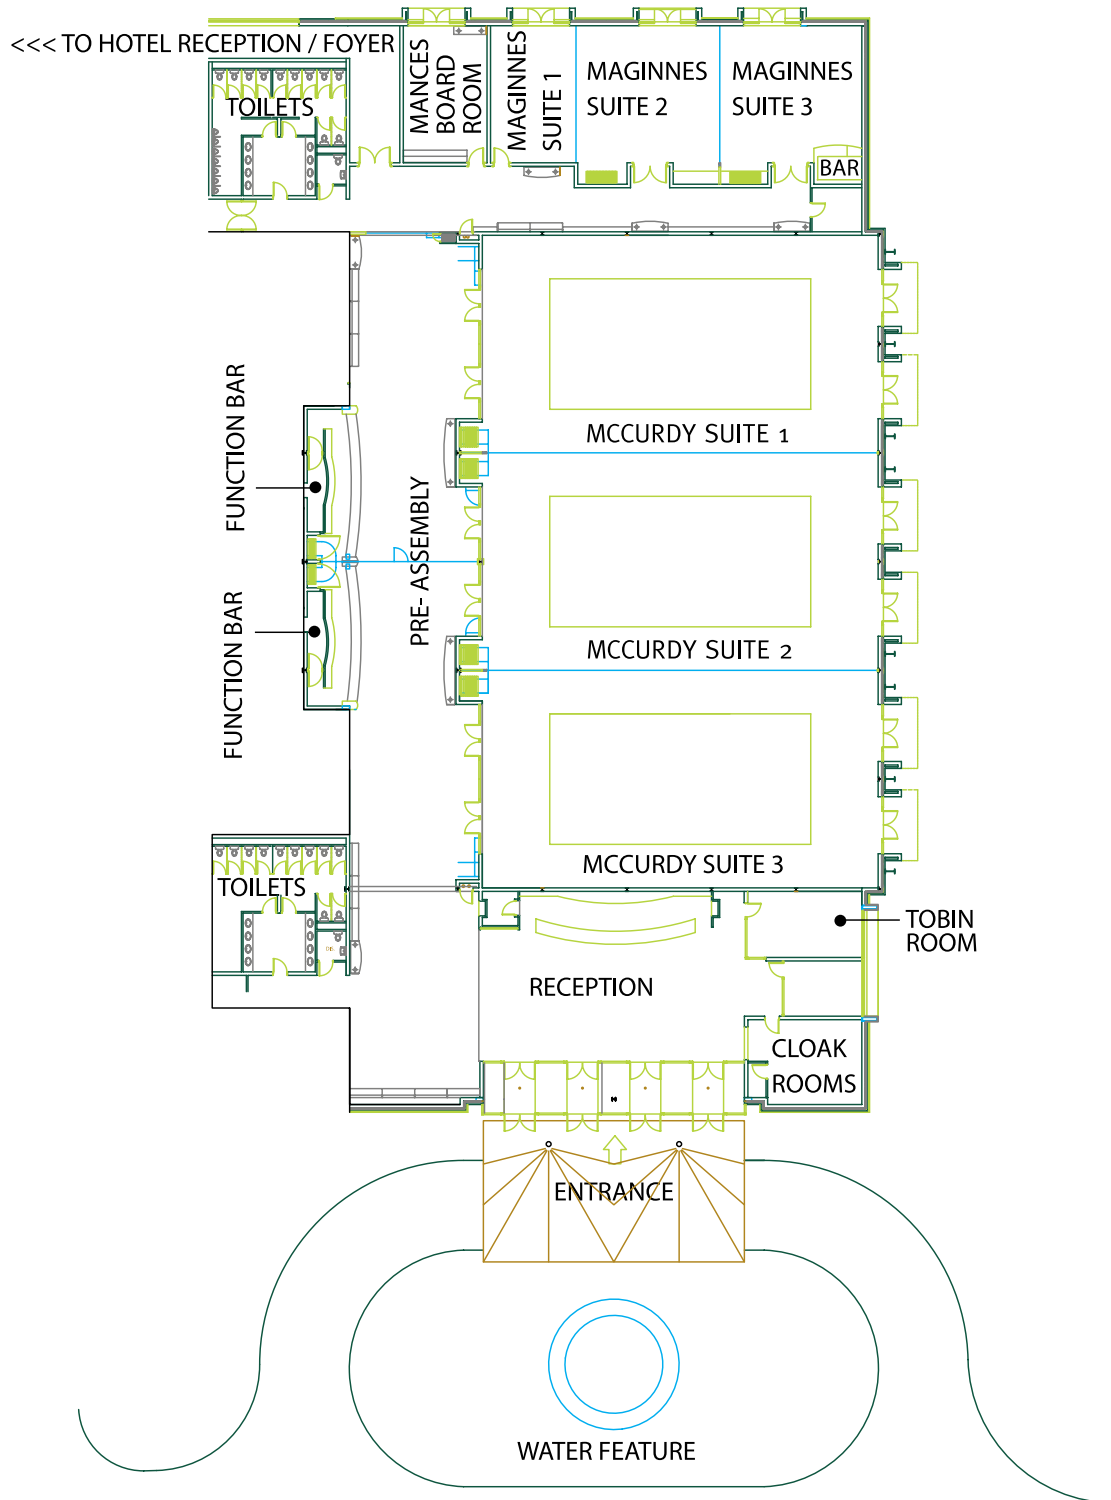 <<< TO HOTEL RECEPTION / FOYER
TOILETS
MANCES
BOARD
ROOM
MAGINNES
SUITE 1
MAGINNES
SUITE 2
MAGINNES
SUITE 3
BAR
FUNCTION BAR
MCCURDY SUITE 1
PRE- ASSEMBLY
FUNCTION BAR
MCCURDY SUITE 2
MCCURDY SUITE 3
TOILETS
TOBIN
ROOM
RECEPTION
CLOAK
ROOMS
ENTRANCE
WATER FEATURE